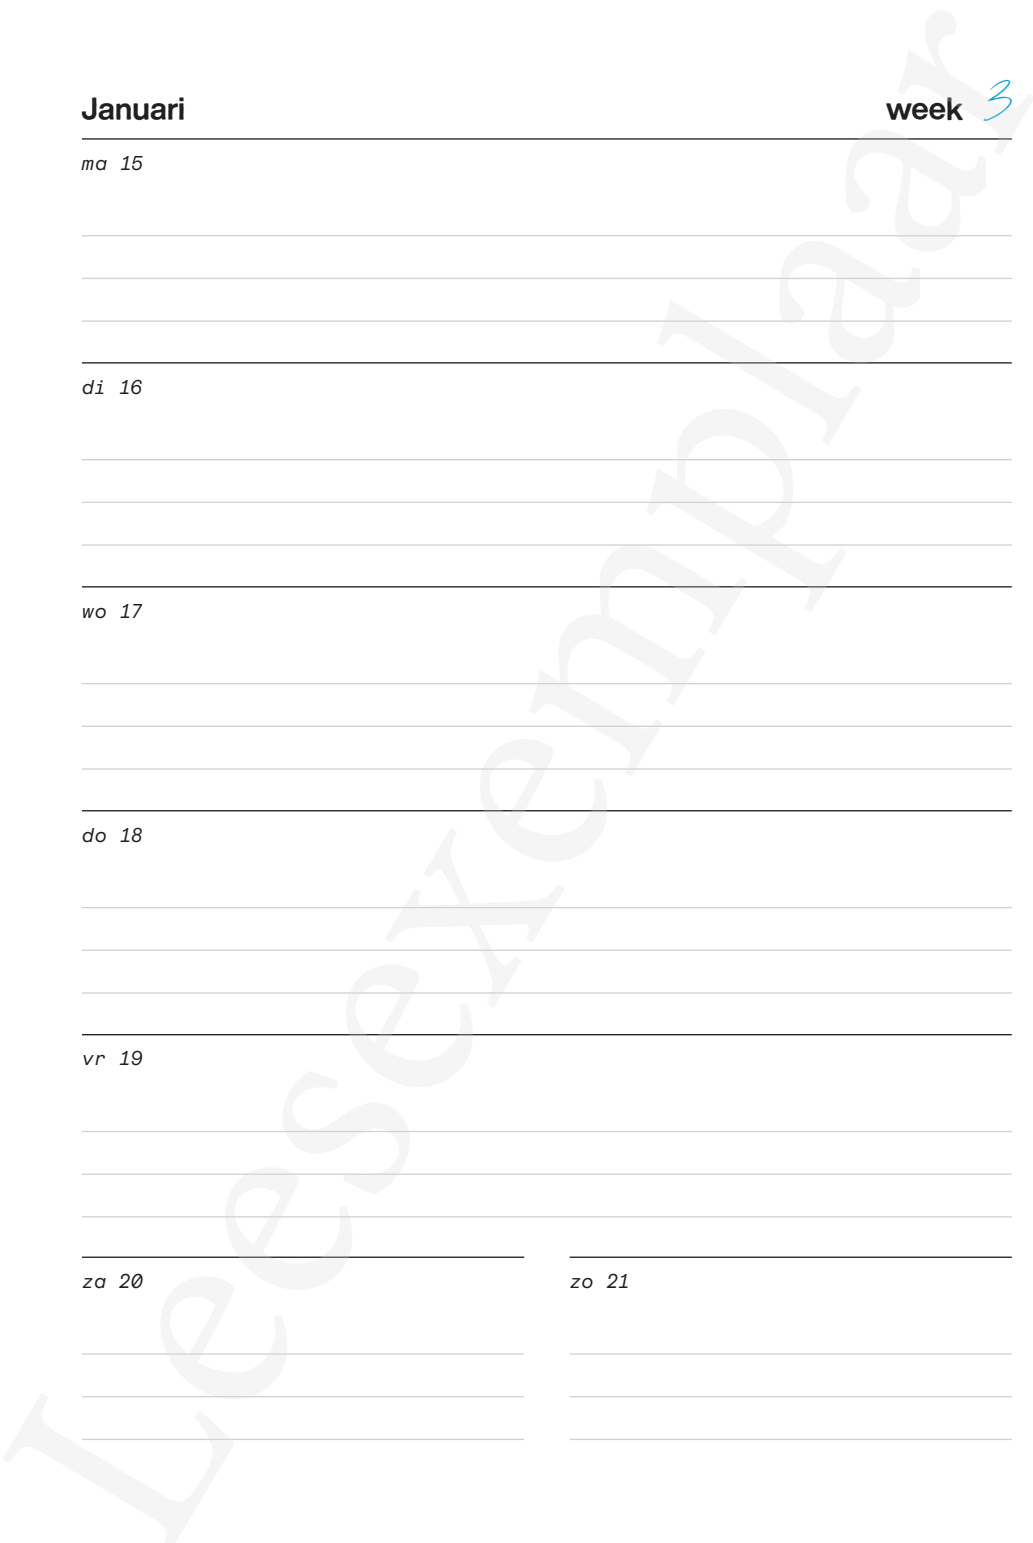 Januari week 3
ma 15
di 16
wo 17
do 18
vr 19
za 20 zo 21
Leesexemplaar